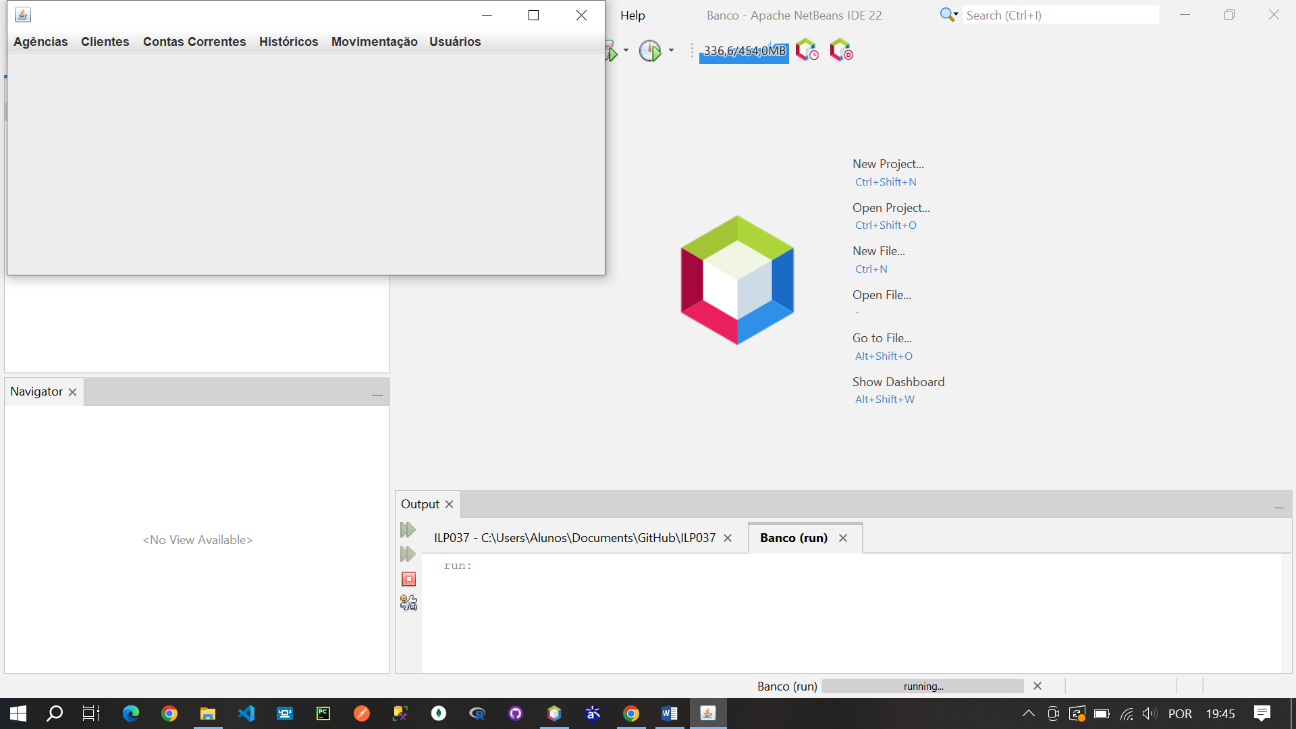 Help
Banco - Apache NetBeans IDE 22
Search (Ctrl+I)
Agências Clientes Contas Correntes Históricos Movimentação Usuários
336,6/454,0MB
New Project...
Ctrl+Shift+N
Open Project...
Ctrl+Shift+O
New File...
Ctrl+N
Open File...
-
Go to File...
Alt+Shift+O
Show Dashboard
Alt+Shift+W
Navigator
<No View Available>
Output
ILP037 - C:\Users\Alunos\Documents\GitHub\ILP037
Banco (run)
run:
Banco (run)
running...
POR
19:45